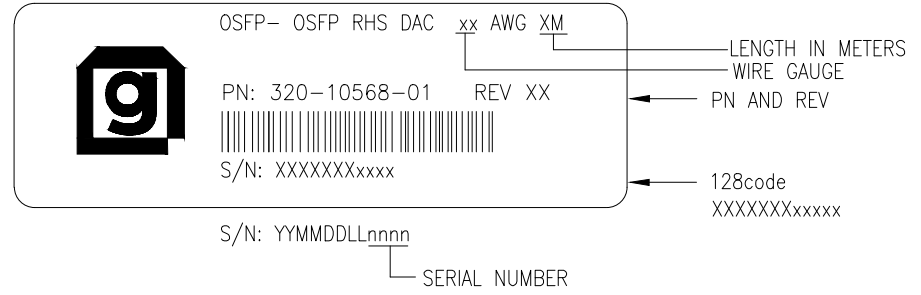 OSFP- OSFP RHS DAC xx AWG XM
LENGTH IN METERS
WIRE GAUGE
g
PN: 320-10568-01 REV XX
PN AND REV
S/N: XXXXXXXxxxx
128code
XXXXXXXxxxxx
S/N: YYMMDDLLnnnn
SERIAL NUMBER